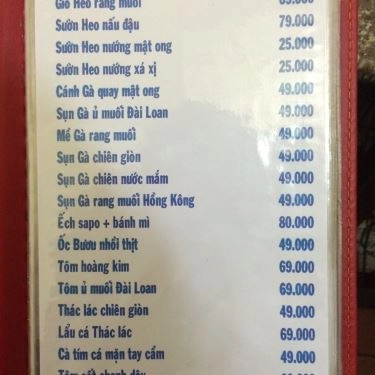 Giò Heo rang muối
Sườn Heo nấu đậu 79.000
Sườn Heo nướng mật ong 25.000
Sườn Heo nướng xá xị 25.000
Cánh Gà quay mật ong 49.000
Sụn Gà ủ muối Đài Loan 49.000
Mề Gà rang muối 49.000
Sụn Gà chiên giòn 49.000
Sụn Gà chiên nước mắm 49.000
Sụn Gà rang muối Hồng Kông 49.000
Ếch sapo + bánh mì 80.000
Ốc Bươu nhồi thịt 49.000
Tôm hoàng kim 69.000
Tôm ủ muối Đài Loan 69.000
Thác lác chiên giòn 49.000
Lẩu cá Thác lác 69.000
Cà tím cá mặn tay cầm 49.000